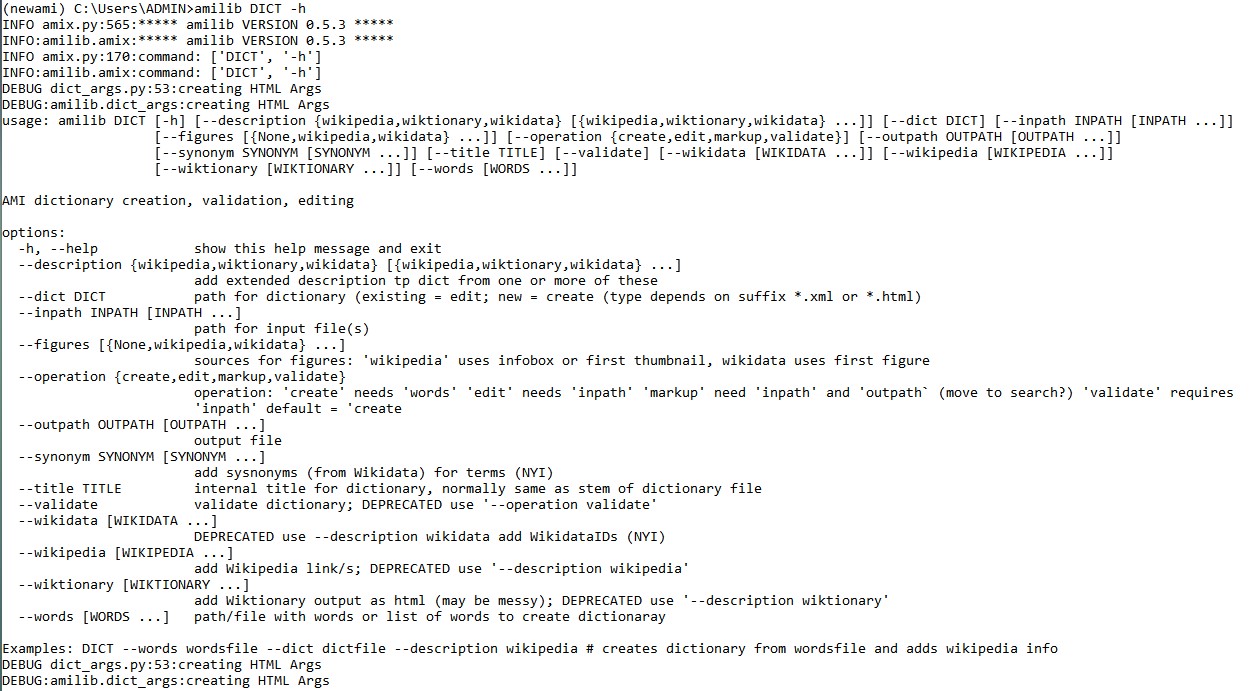 (newami) C:\Users\ADMIN>amilib DICT -h
INFO amix.py:565:***** amilib VERSION 0.5.3 *****
INFO:amilib.amix:***** amilib VERSION 0.5.3 *****
INFO amix.py:170:command: ['DICT', '-h']
INFO:amilib.amix:command: ['DICT', '-h']
DEBUG dict_args.py:53:creating HTML Args
DEBUG:amilib.dict_args:creating HTML Args
usage: amilib DICT [-h] [--description {wikipedia,wiktionary,wikidata} [{wikipedia,wiktionary,wikidata} ...]] [--dict DICT] [--inpath INPATH [INPATH ...]]
[--figures [{None,wikipedia,wikidata} ...]] [--operation {create,edit,markup,validate}] [--outpath OUTPATH [OUTPATH ...]]
[--synonym SYNONYM [SYNONYM ...]] [--title TITLE] [--validate] [--wikidata [WIKIDATA ...]] [--wikipedia [WIKIPEDIA ...]]
[--wiktionary [WIKTIONARY ...]] [--words [WORDS ...]]
AMI dictionary creation, validation, editing
options:
-h, --help show this help message and exit
--description {wikipedia,wiktionary,wikidata} [{wikipedia,wiktionary,wikidata} ...]
add extended description tp dict from one or more of these
--dict DICT path for dictionary (existing = edit; new = create (type depends on suffix *.xml or *.html)
--inpath INPATH [INPATH ...]
path for input file(s)
--figures [{None,wikipedia,wikidata} ...]
sources for figures: 'wikipedia' uses infobox or first thumbnail, wikidata uses first figure
--operation {create,edit,markup,validate}
operation: 'create' needs 'words' 'edit' needs 'inpath' 'markup' need 'inpath' and 'outpath` (move to search?) 'validate' requires
'inpath' default = 'create
--outpath OUTPATH [OUTPATH ...]
output file
--synonym SYNONYM [SYNONYM ...]
add sysnonyms (from Wikidata) for terms (NYI)
--title TITLE internal title for dictionary, normally same as stem of dictionary file
--validate validate dictionary; DEPRECATED use '--operation validate'
--wikidata [WIKIDATA ...]
DEPRECATED use --description wikidata add WikidataIDs (NYI)
--wikipedia [WIKIPEDIA ...]
add Wikipedia link/s; DEPRECATED use '--description wikipedia'
--wiktionary [WIKTIONARY ...]
add Wiktionary output as html (may be messy); DEPRECATED use '--description wiktionary'
--words [WORDS ...] path/file with words or list of words to create dictionaray
Examples: DICT --words wordsfile --dict dictfile --description wikipedia # creates dictionary from wordsfile and adds wikipedia info
DEBUG dict_args.py:53:creating HTML Args
DEBUG:amilib.dict_args:creating HTML Args